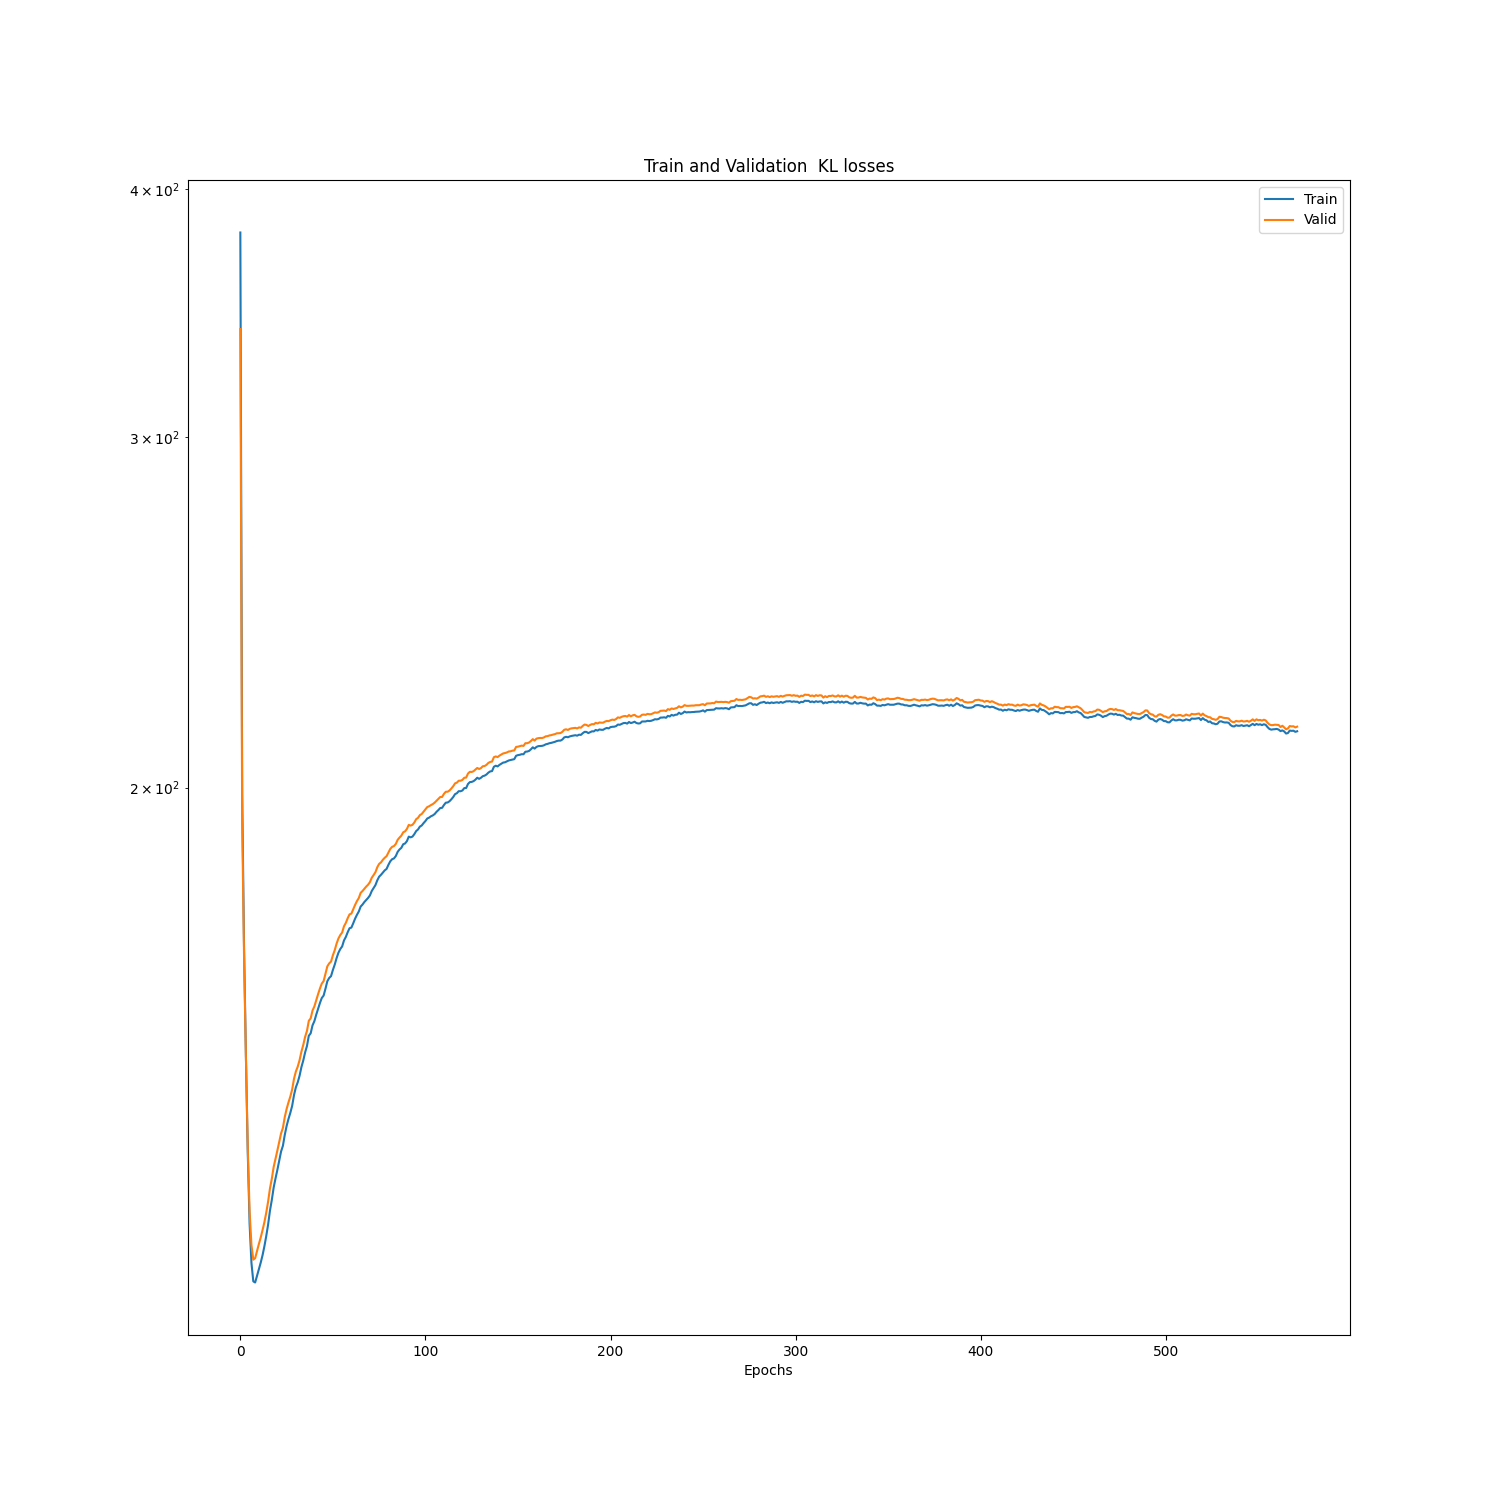 Train and Validation  KL losses
4 × 10²
3 × 10²
2 × 10²
Train
Valid
0 100 200 300 400 500
Epochs